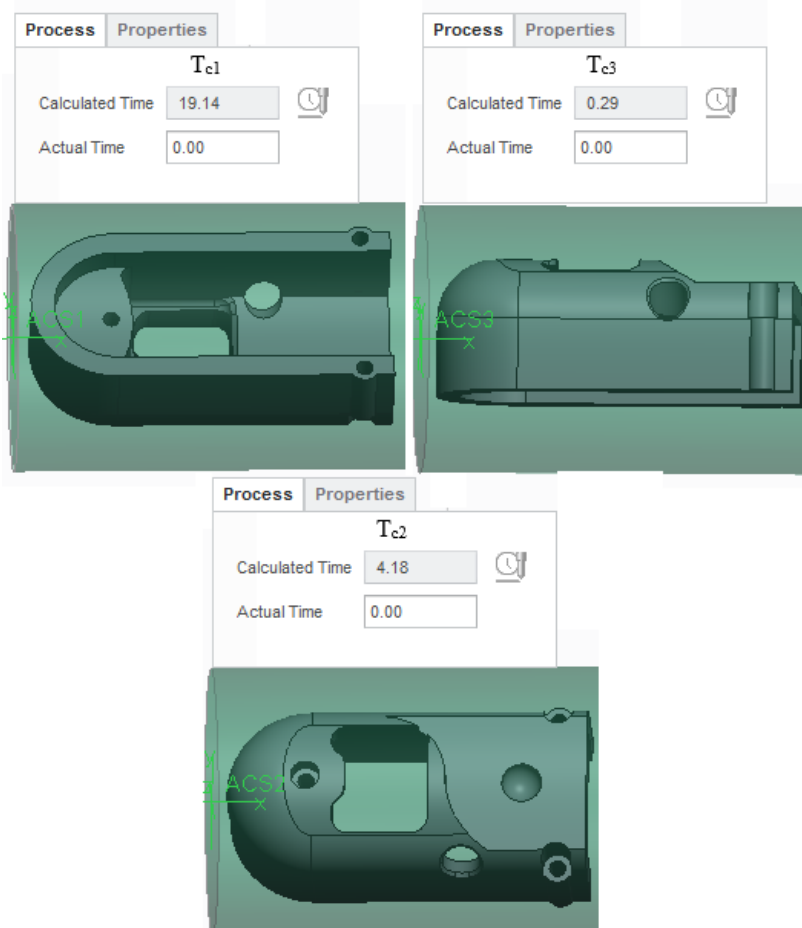 Process Properties
Tc1
Calculated Time 19.14
Actual Time 0.00
ACS1
x
Process Properties
Tc3
Calculated Time 0.29
Actual Time 0.00
ACS3
x
Process Properties
Tc2
Calculated Time 4.18
Actual Time 0.00
ACS2
x